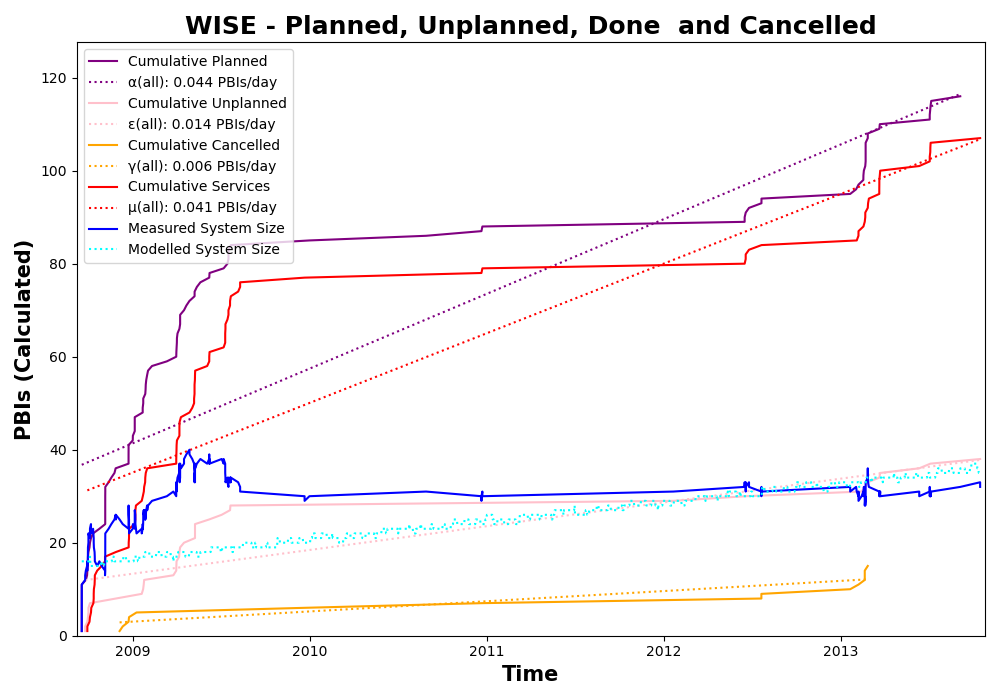 WISE - Planned, Unplanned, Done  and Cancelled
Cumulative Planned
α(all): 0.044 PBIs/day
Cumulative Unplanned
ε(all): 0.014 PBIs/day
Cumulative Cancelled
γ(all): 0.006 PBIs/day
Cumulative Services
μ(all): 0.041 PBIs/day
Measured System Size
Modelled System Size
PBIs (Calculated)
120
100
80
60
40
20
0
2009 2010 2011 2012 2013
Time